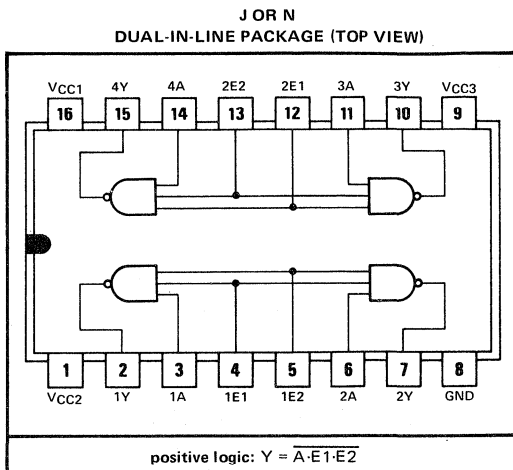 J OR N
DUAL-IN-LINE PACKAGE (TOP VIEW)
VCC1 4Y 4A 2E2 2E1 3A 3Y VCC3
16 15 14 13 12 11 10 9
1 2 3 4 5 6 7 8
VCC2 1Y 1A 1E1 1E2 2A 2Y GND
positive logic: Y = A·E1·E2